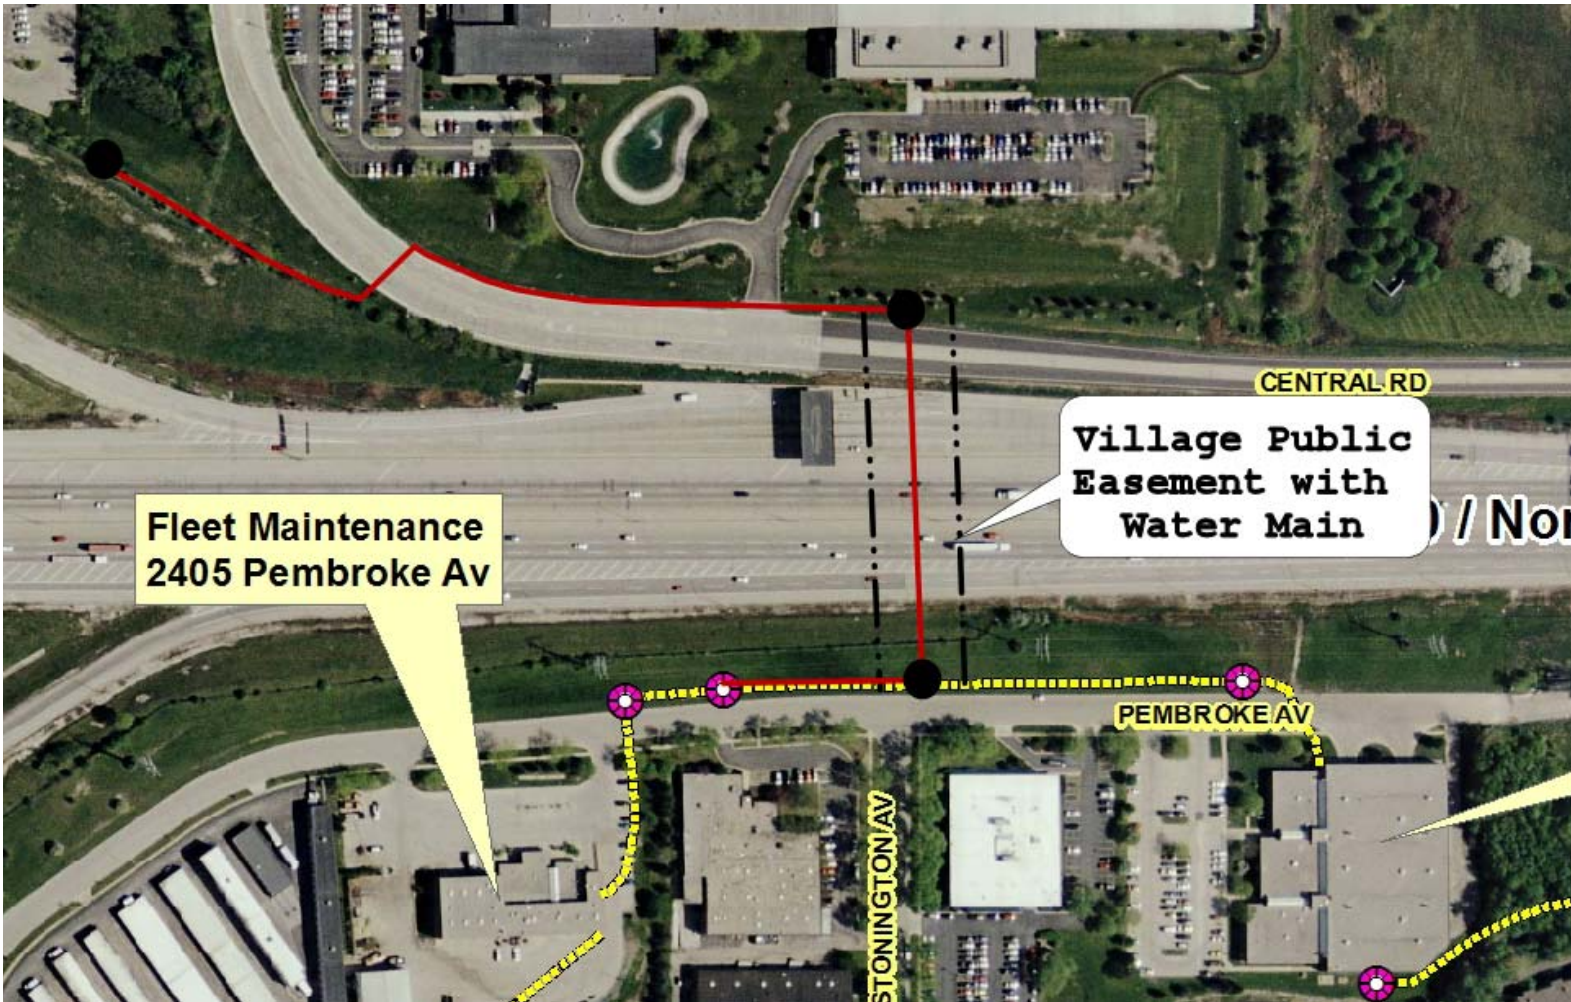 CENTRAL RD
Village Public
Easement with
Water Main
/ Nor
Fleet Maintenance
2405 Pembroke Av
PEMBROKE AV
STONINGTON AV